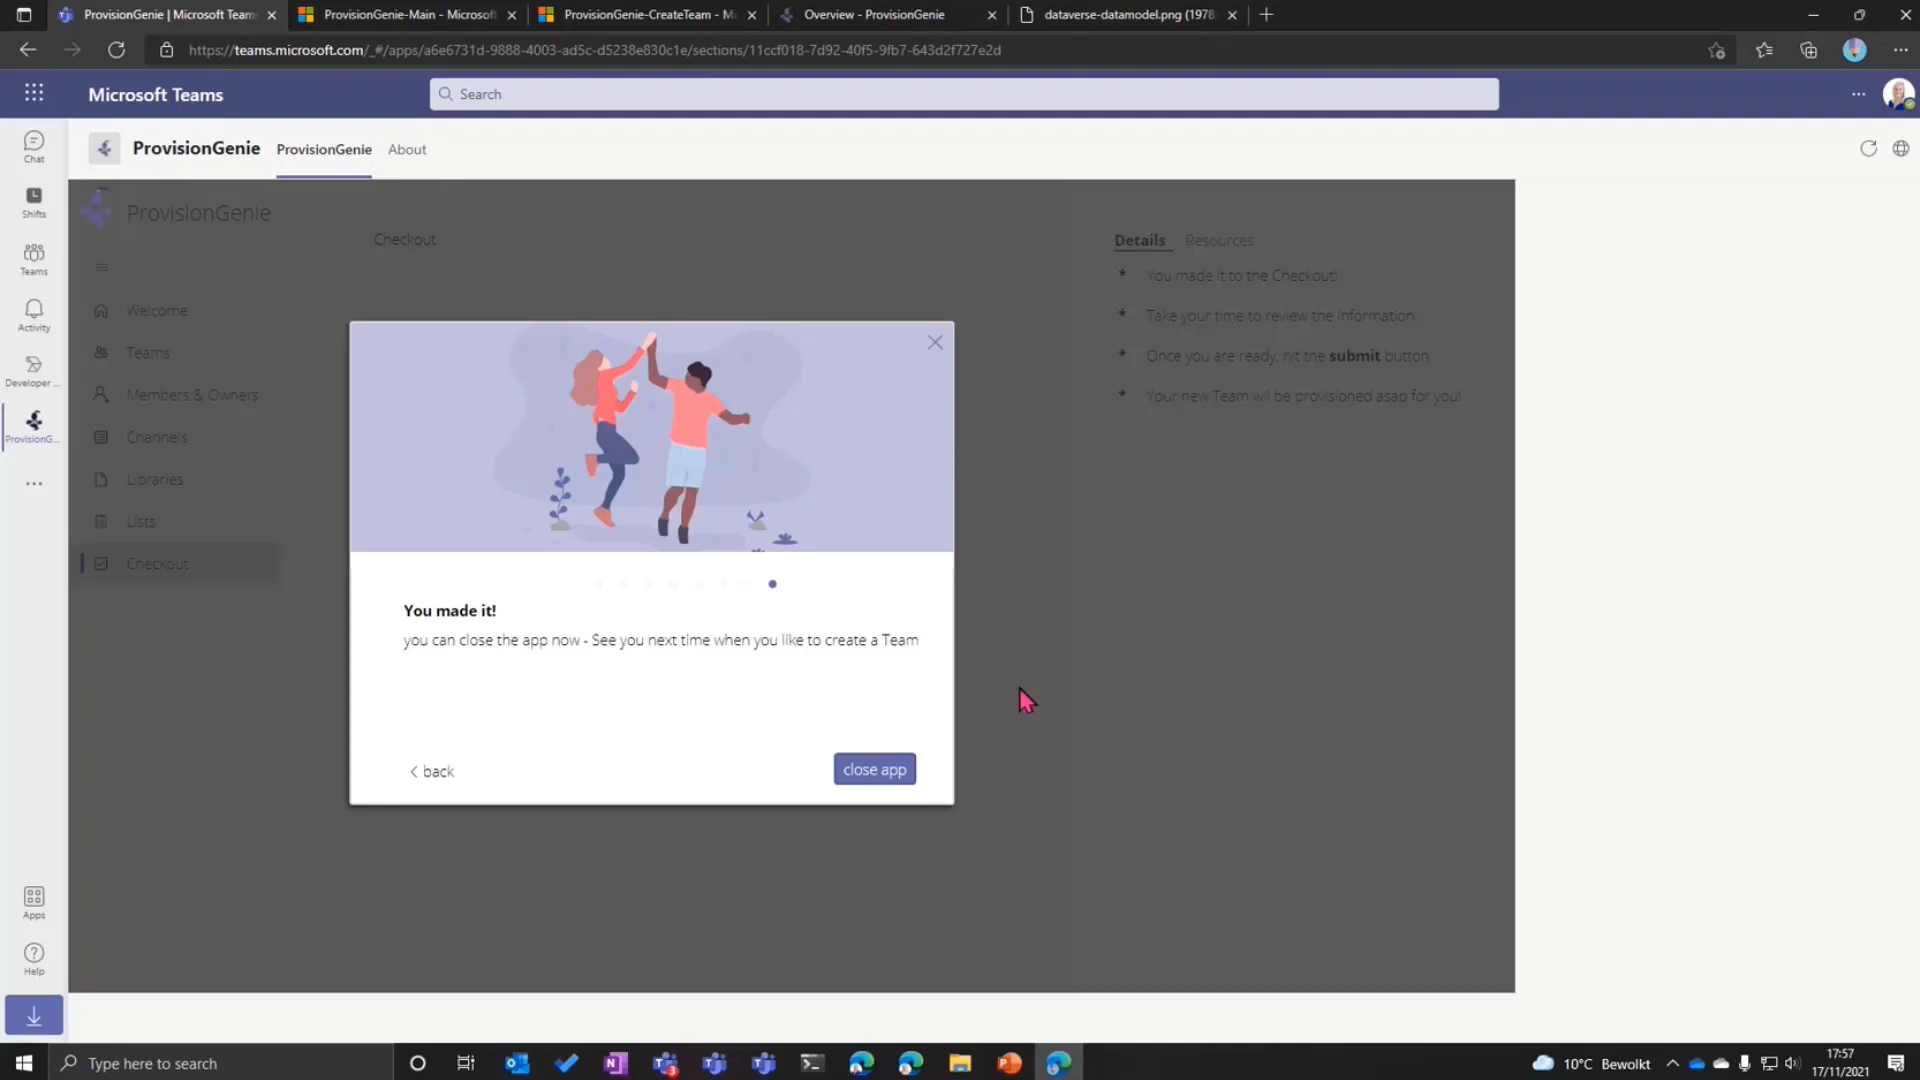 ProvisionGenie | Microsoft Team
ProvisionGenie-Main - Microsoft
ProvisionGenie-CreateTeam - Mi
Overview - ProvisionGenie
dataverse-datamodel.png (1978
https://teams.microsoft.com/_#/apps/a6e6731d-9888-4003-ad5c-d5238e830c1e/sections/11ccf018-7d92-40f5-9fb7-643d2f727e2d
Microsoft Teams
Search
ProvisionGenie
ProvisionGenie
About
Chat
Shifts
Teams
Activity
Developer ...
ProvisionG...
Apps
Help
ProvisionGenie
Welcome
Teams
Members & Owners
Channels
Libraries
Lists
Checkout
Checkout
You made it!
you can close the app now - See you next time when you like to create a Team
< back
close app
Details
Resources
* You made it to the Checkout!
* Take your time to review the information
* Once you are ready, hit the submit button
* Your new Team wil be provisioned asap for you!
Type here to search
3
10°C Bewolkt
17:57
17/11/2021